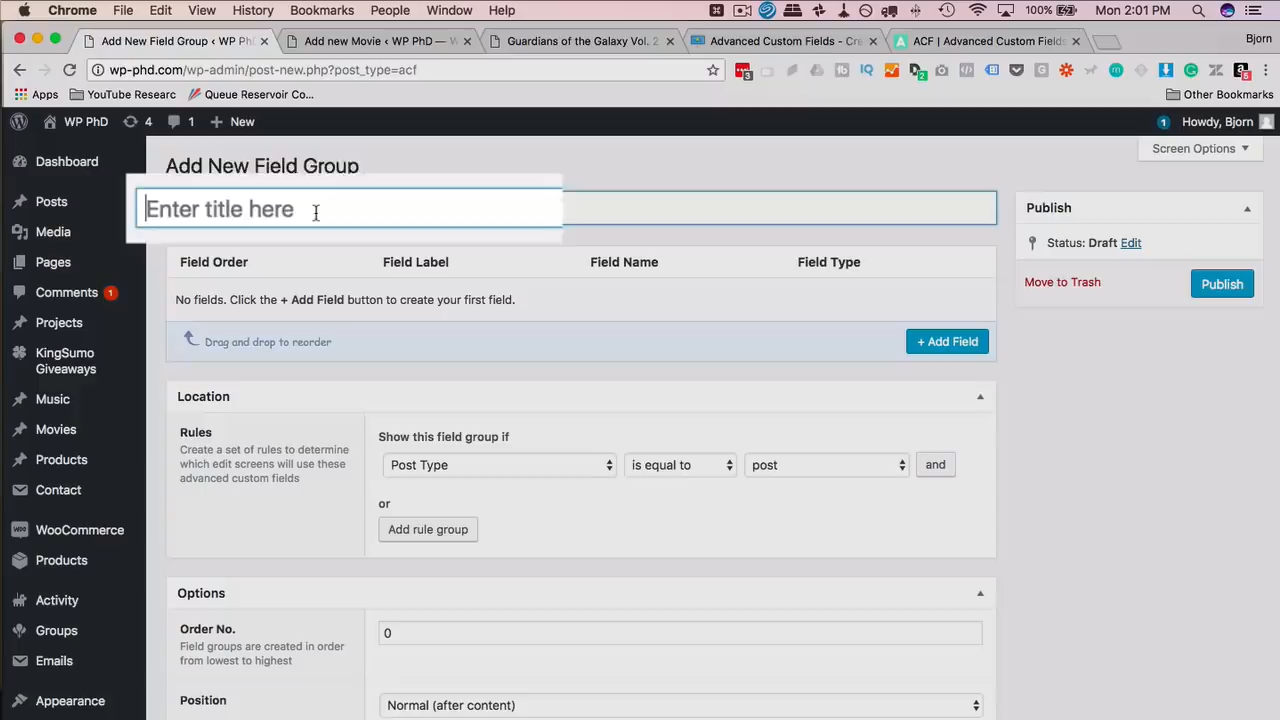 Chrome File Edit View History Bookmarks People Window Help 100% Mon 2:01 PM
Add New Field Group ‹ WP PhD Add new Movie ‹ WP PhD — W Guardians of the Galaxy Vol. 2 Advanced Custom Fields - Cre ACF | Advanced Custom Fields Bjorn
wp-phd.com/wp-admin/post-new.php?post_type=acf
Apps YouTube Researc Queue Reservoir Co... Other Bookmarks
WP PhD 4 1 New 1 Howdy, Bjorn
Screen Options
Dashboard
Posts
Media
Pages
Comments 1
Projects
KingSumo
Giveaways
Music
Movies
Products
Contact
WooCommerce
Products
Activity
Groups
Emails
Appearance
Add New Field Group
Enter title here
Field Order Field Label Field Name Field Type
No fields. Click the + Add Field button to create your first field.
Drag and drop to reorder + Add Field
Location
Rules
Create a set of rules to determine
which edit screens will use these
advanced custom fields
Show this field group if
Post Type is equal to post and
or
Add rule group
Options
Order No.
Field groups are created in order
from lowest to highest
0
Position
Normal (after content)
Publish
Status: Draft Edit
Move to Trash Publish